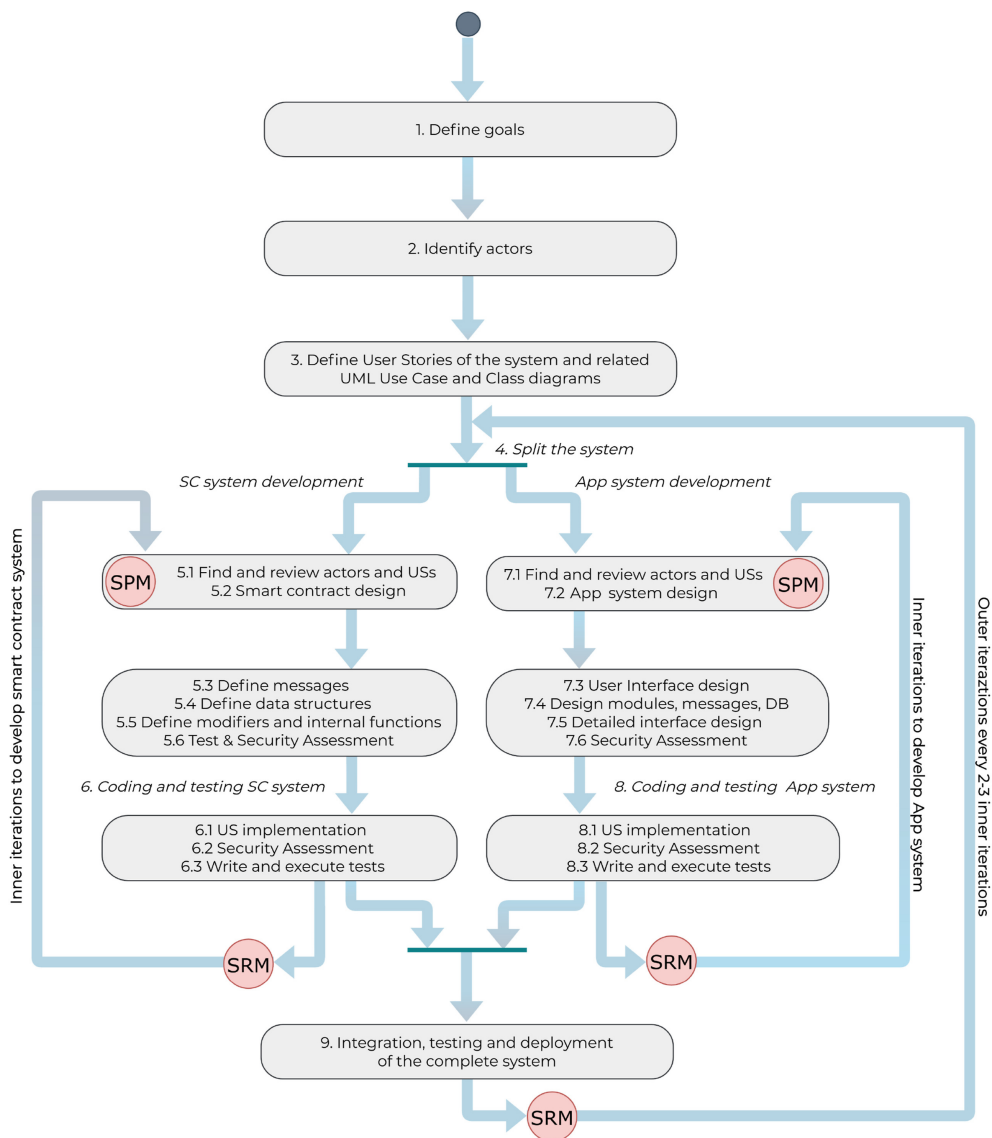 1. Define goals
2. Identify actors
3. Define User Stories of the system and related
UML Use Case and Class diagrams
4. Split the system
SC system development
App system development
SPM
5.1 Find and review actors and USs
5.2 Smart contract design
7.1 Find and review actors and USs
7.2 App system design
SPM
5.3 Define messages
5.4 Define data structures
5.5 Define modifiers and internal functions
5.6 Test & Security Assessment
7.3 User Interface design
7.4 Design modules, messages, DB
7.5 Detailed interface design
7.6 Security Assessment
6. Coding and testing SC system
8. Coding and testing App system
6.1 US implementation
6.2 Security Assessment
6.3 Write and execute tests
8.1 US implementation
8.2 Security Assessment
8.3 Write and execute tests
SRM
SRM
9. Integration, testing and deployment
of the complete system
SRM
Inner iterations to develop smart contract system
Inner iterations to develop App system
Outer iteraztions every 2-3 inner iterations